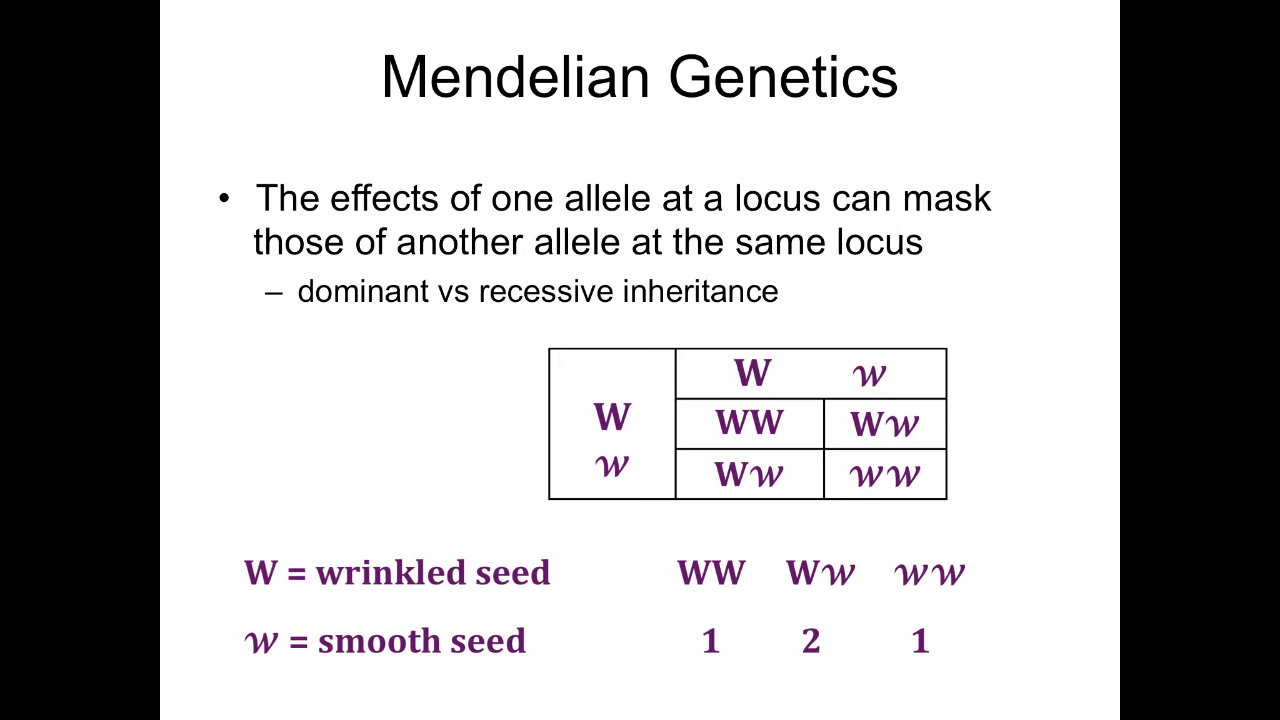 Mendelian Genetics
• The effects of one allele at a locus can mask
those of another allele at the same locus
– dominant vs recessive inheritance
W 𝓌
W WW W𝓌
𝓌 W𝓌 𝓌𝓌
W = wrinkled seed WW W𝓌 𝓌𝓌
𝓌 = smooth seed 1 2 1